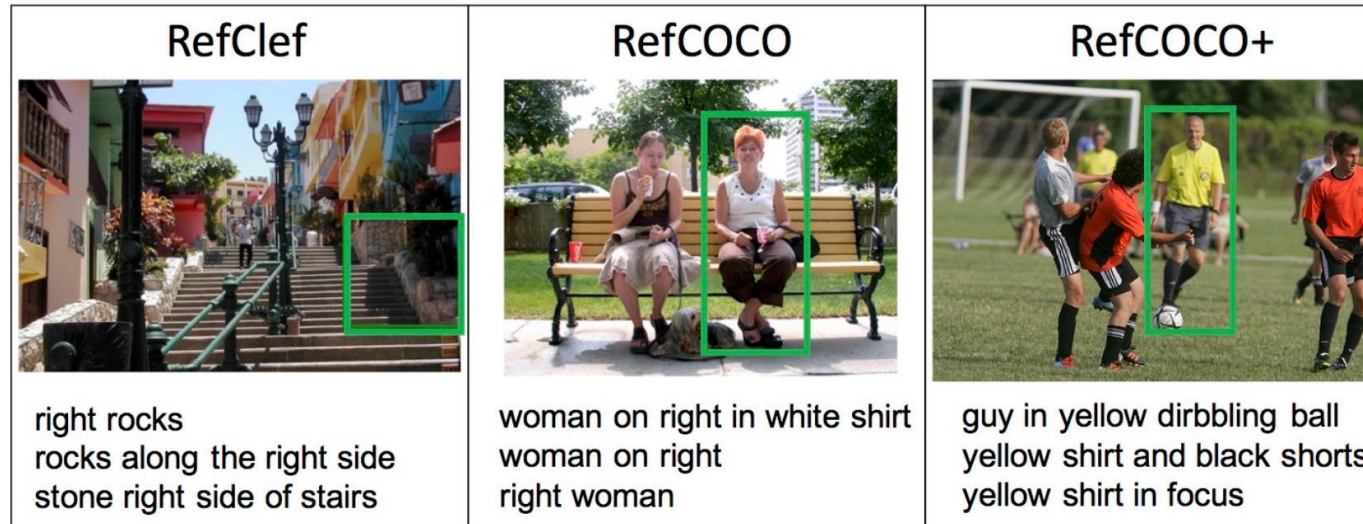 RefClef
RefCOCO
RefCOCO+
right rocks
rocks along the right side
stone right side of stairs
woman on right in white shirt
woman on right
right woman
guy in yellow dirbbling ball
yellow shirt and black shorts
yellow shirt in focus